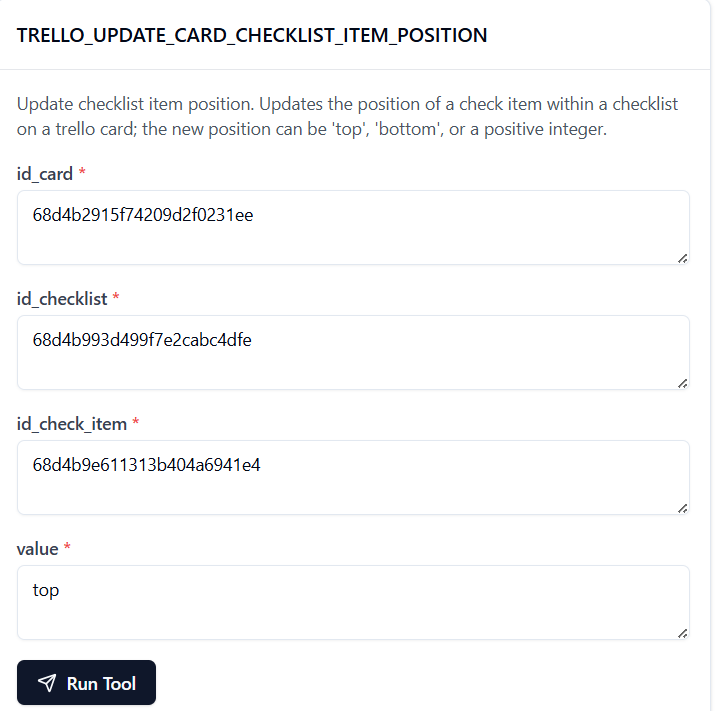 TRELLO_UPDATE_CARD_CHECKLIST_ITEM_POSITION
Update checklist item position. Updates the position of a check item within a checklist
on a trello card; the new position can be 'top', 'bottom', or a positive integer.
id_card *
68d4b2915f74209d2f0231ee
id_checklist *
68d4b993d499f7e2cabc4dfe
id_check_item *
68d4b9e611313b404a6941e4
value *
top
Run Tool